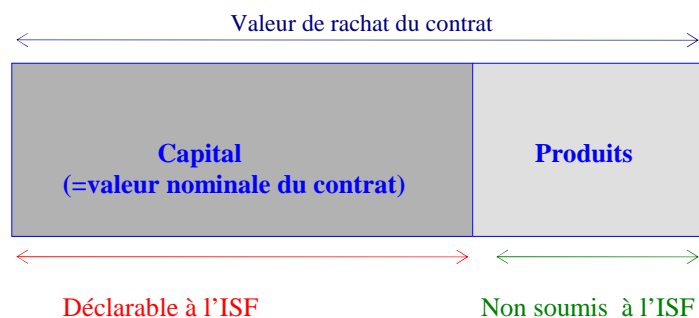 Valeur de rachat du contrat
Capital
(=valeur nominale du contrat)
Produits
Déclarable à l’ISF
Non soumis à l’ISF